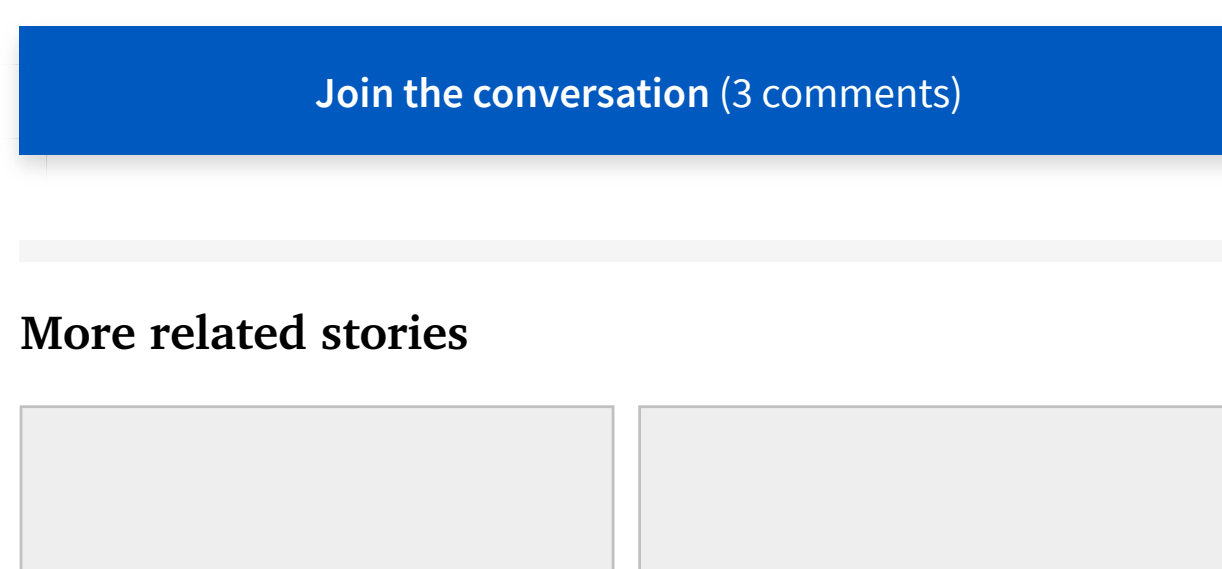 Join the conversation (3 comments)
More related stories